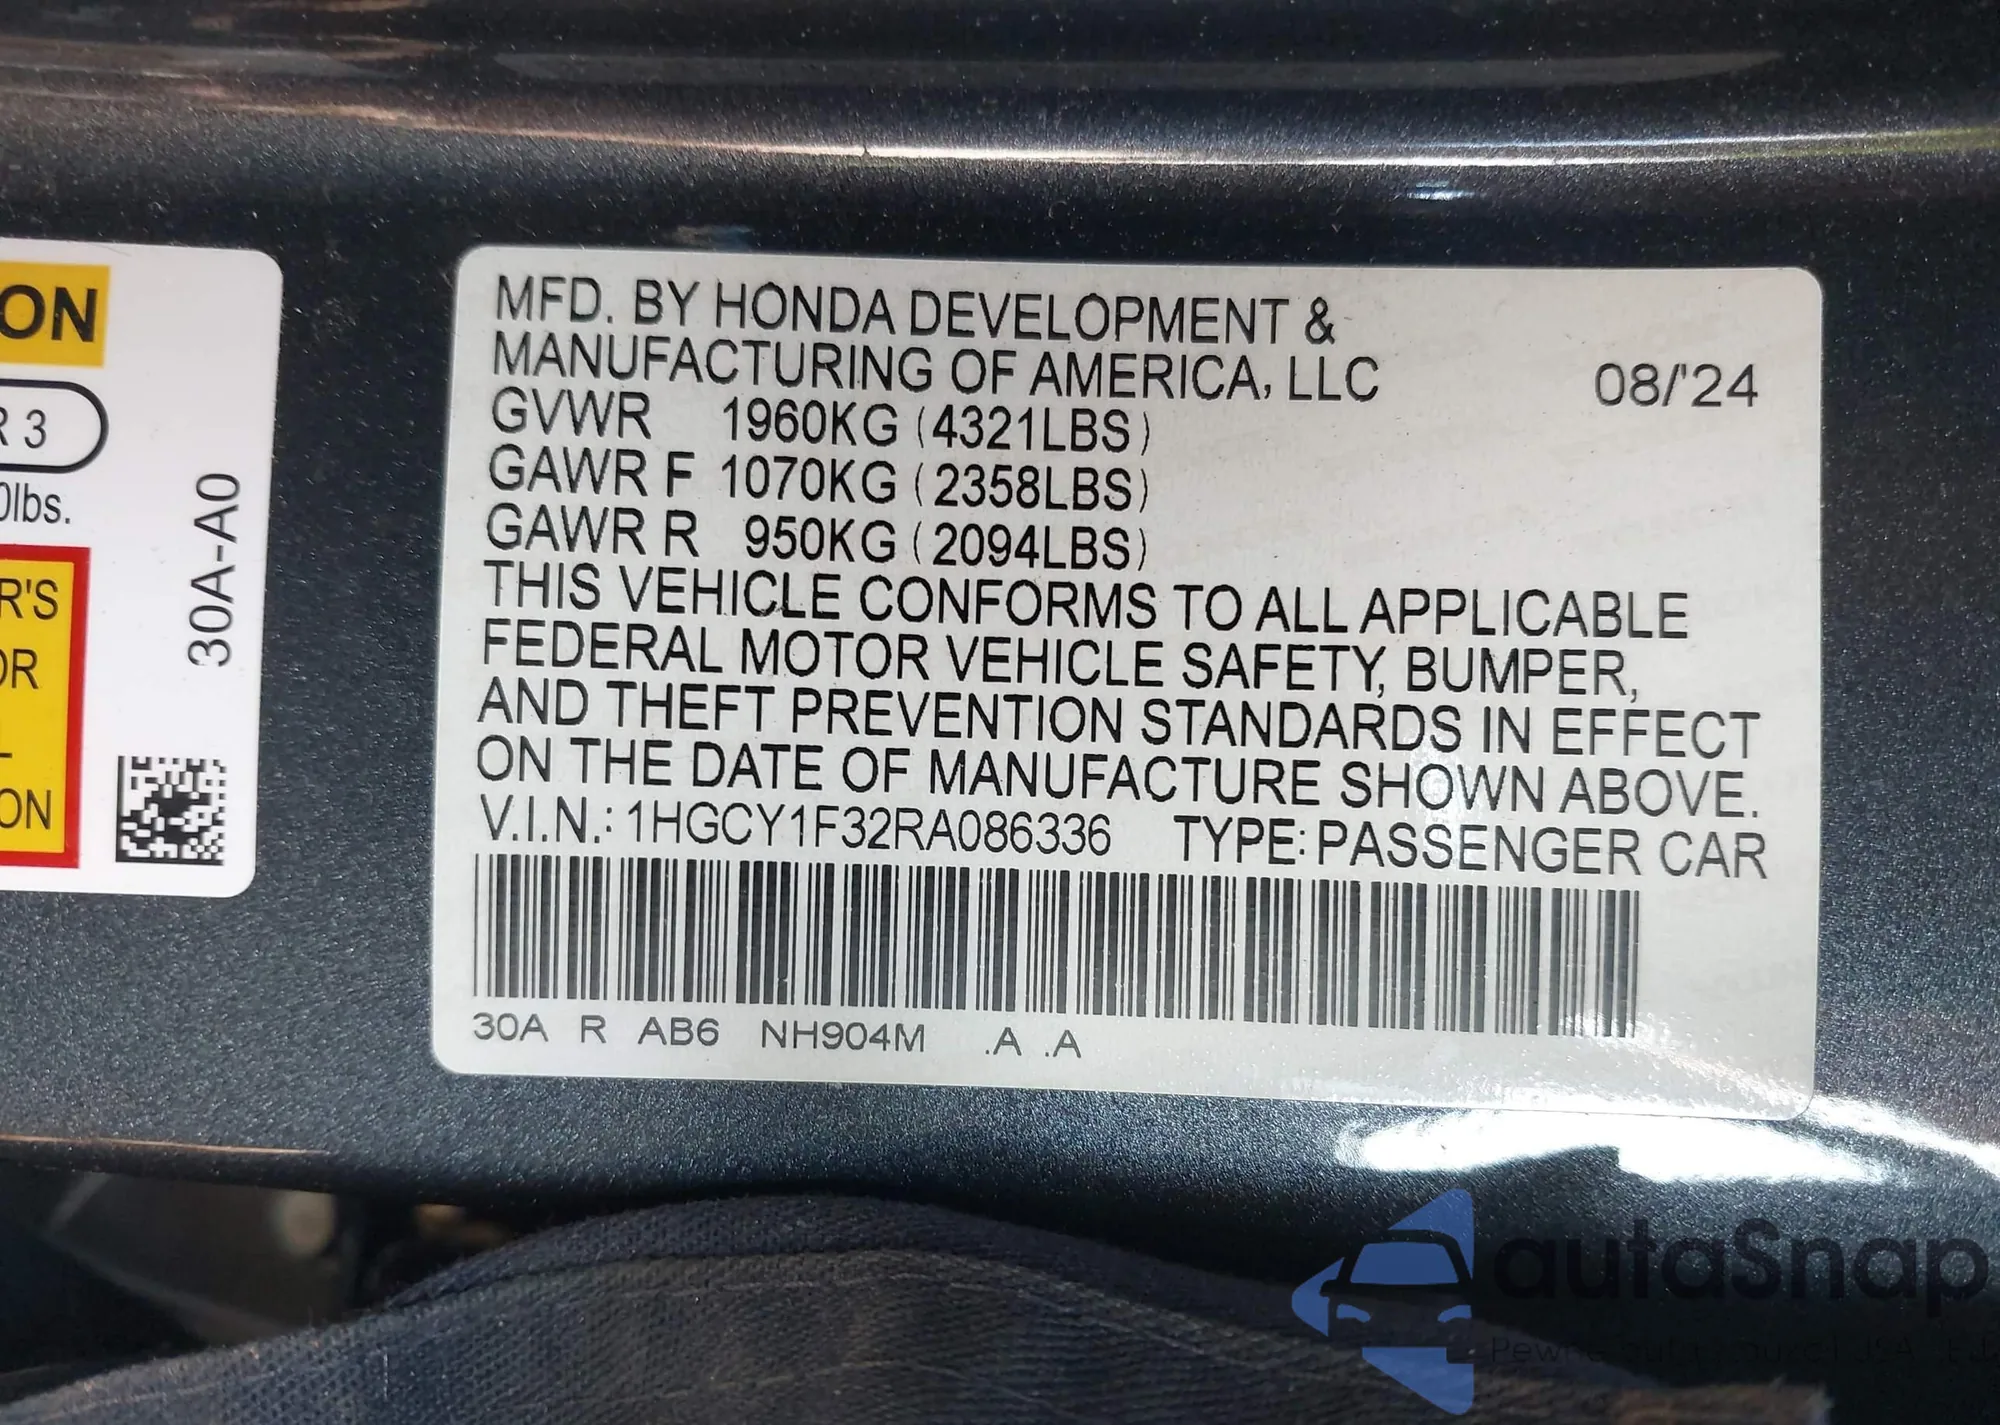 ON
R 3
0lbs.
R'S
OR
L
ON
30A-A0
MFD. BY HONDA DEVELOPMENT &
MANUFACTURING OF AMERICA, LLC 08/'24
GVWR 1960KG (4321LBS)
GAWR F 1070KG (2358LBS)
GAWR R 950KG (2094LBS)
THIS VEHICLE CONFORMS TO ALL APPLICABLE
FEDERAL MOTOR VEHICLE SAFETY, BUMPER,
AND THEFT PREVENTION STANDARDS IN EFFECT
ON THE DATE OF MANUFACTURE SHOWN ABOVE.
V.I.N.: 1HGCY1F32RA086336 TYPE: PASSENGER CAR
30A R AB6 NH904M .A .A
autaSnap